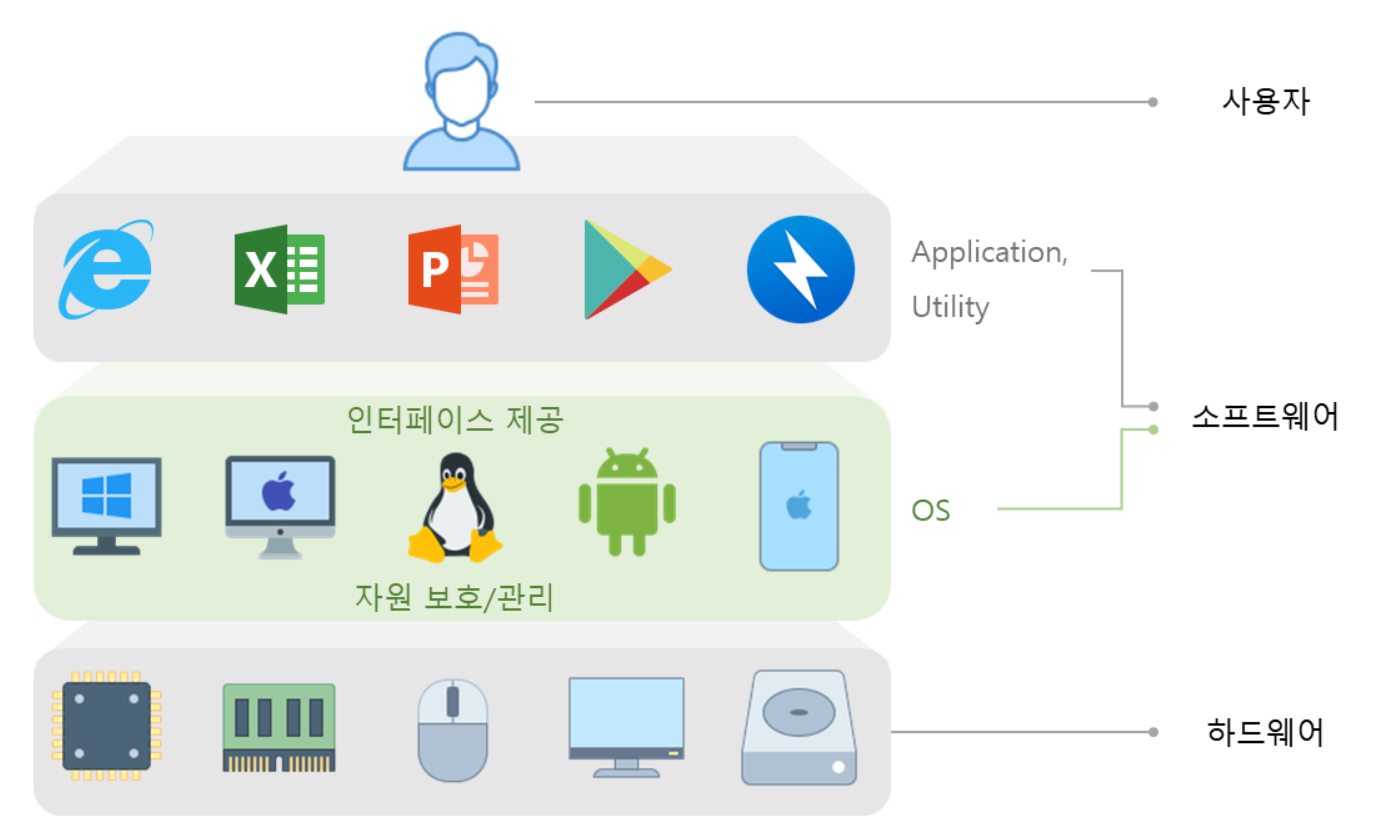 사용자
Application,
Utility
인터페이스 제공
소프트웨어
OS
자원 보호/관리
하드웨어